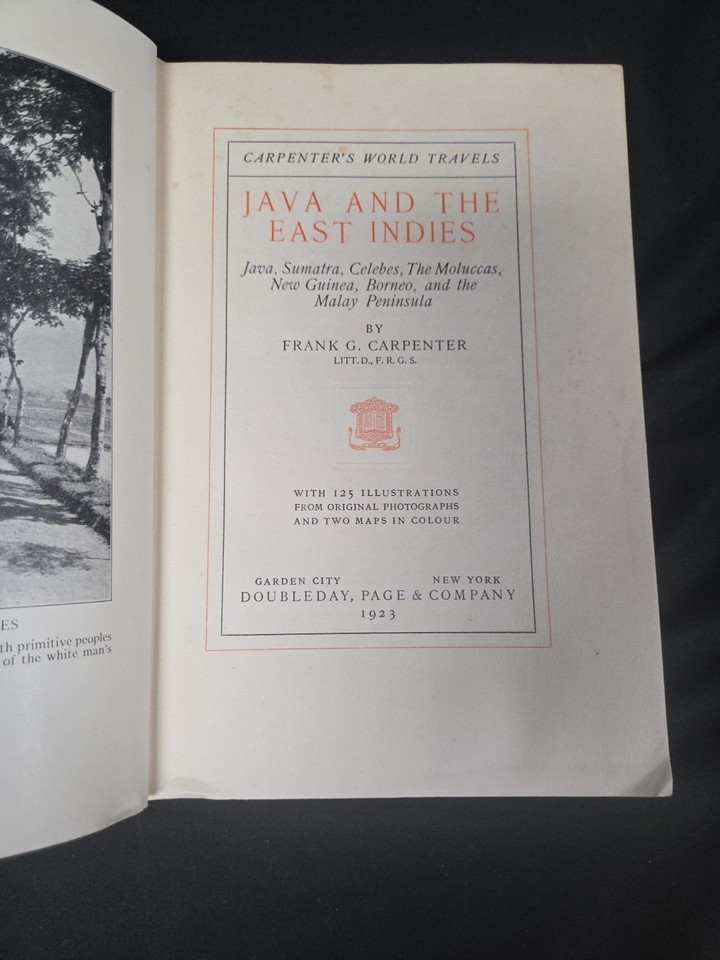 ES
th primitive peoples
of the white man's
CARPENTER'S WORLD TRAVELS
JAVA AND THE
EAST INDIES
Java, Sumatra, Celebes, The Moluccas,
New Guinea, Borneo, and the
Malay Peninsula
BY
FRANK G. CARPENTER
LITT. D., F. R. G. S.
WITH 125 ILLUSTRATIONS
FROM ORIGINAL PHOTOGRAPHS
AND TWO MAPS IN COLOUR
GARDEN CITY NEW YORK
DOUBLEDAY, PAGE & COMPANY
1923